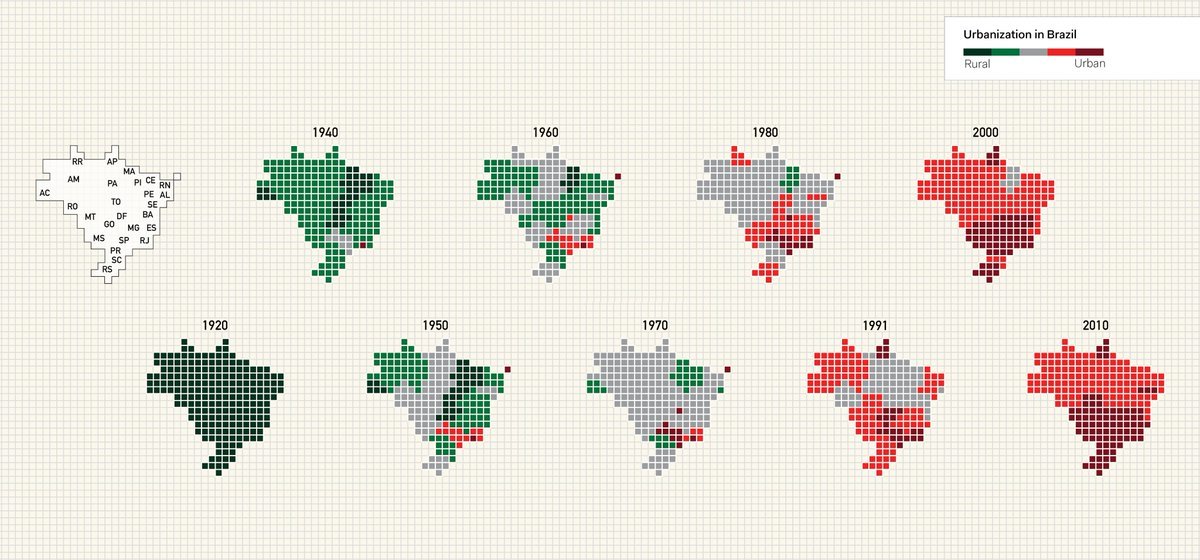 Urbanization in Brazil
Rural Urban
1940 1960 1980 2000
RR AP
MA
AM PA PI CE RN
AC TO PE AL
RO SE
MT DF BA
GO MG ES
MS SP RJ
PR
SC
RS
1920 1950 1970 1991 2010